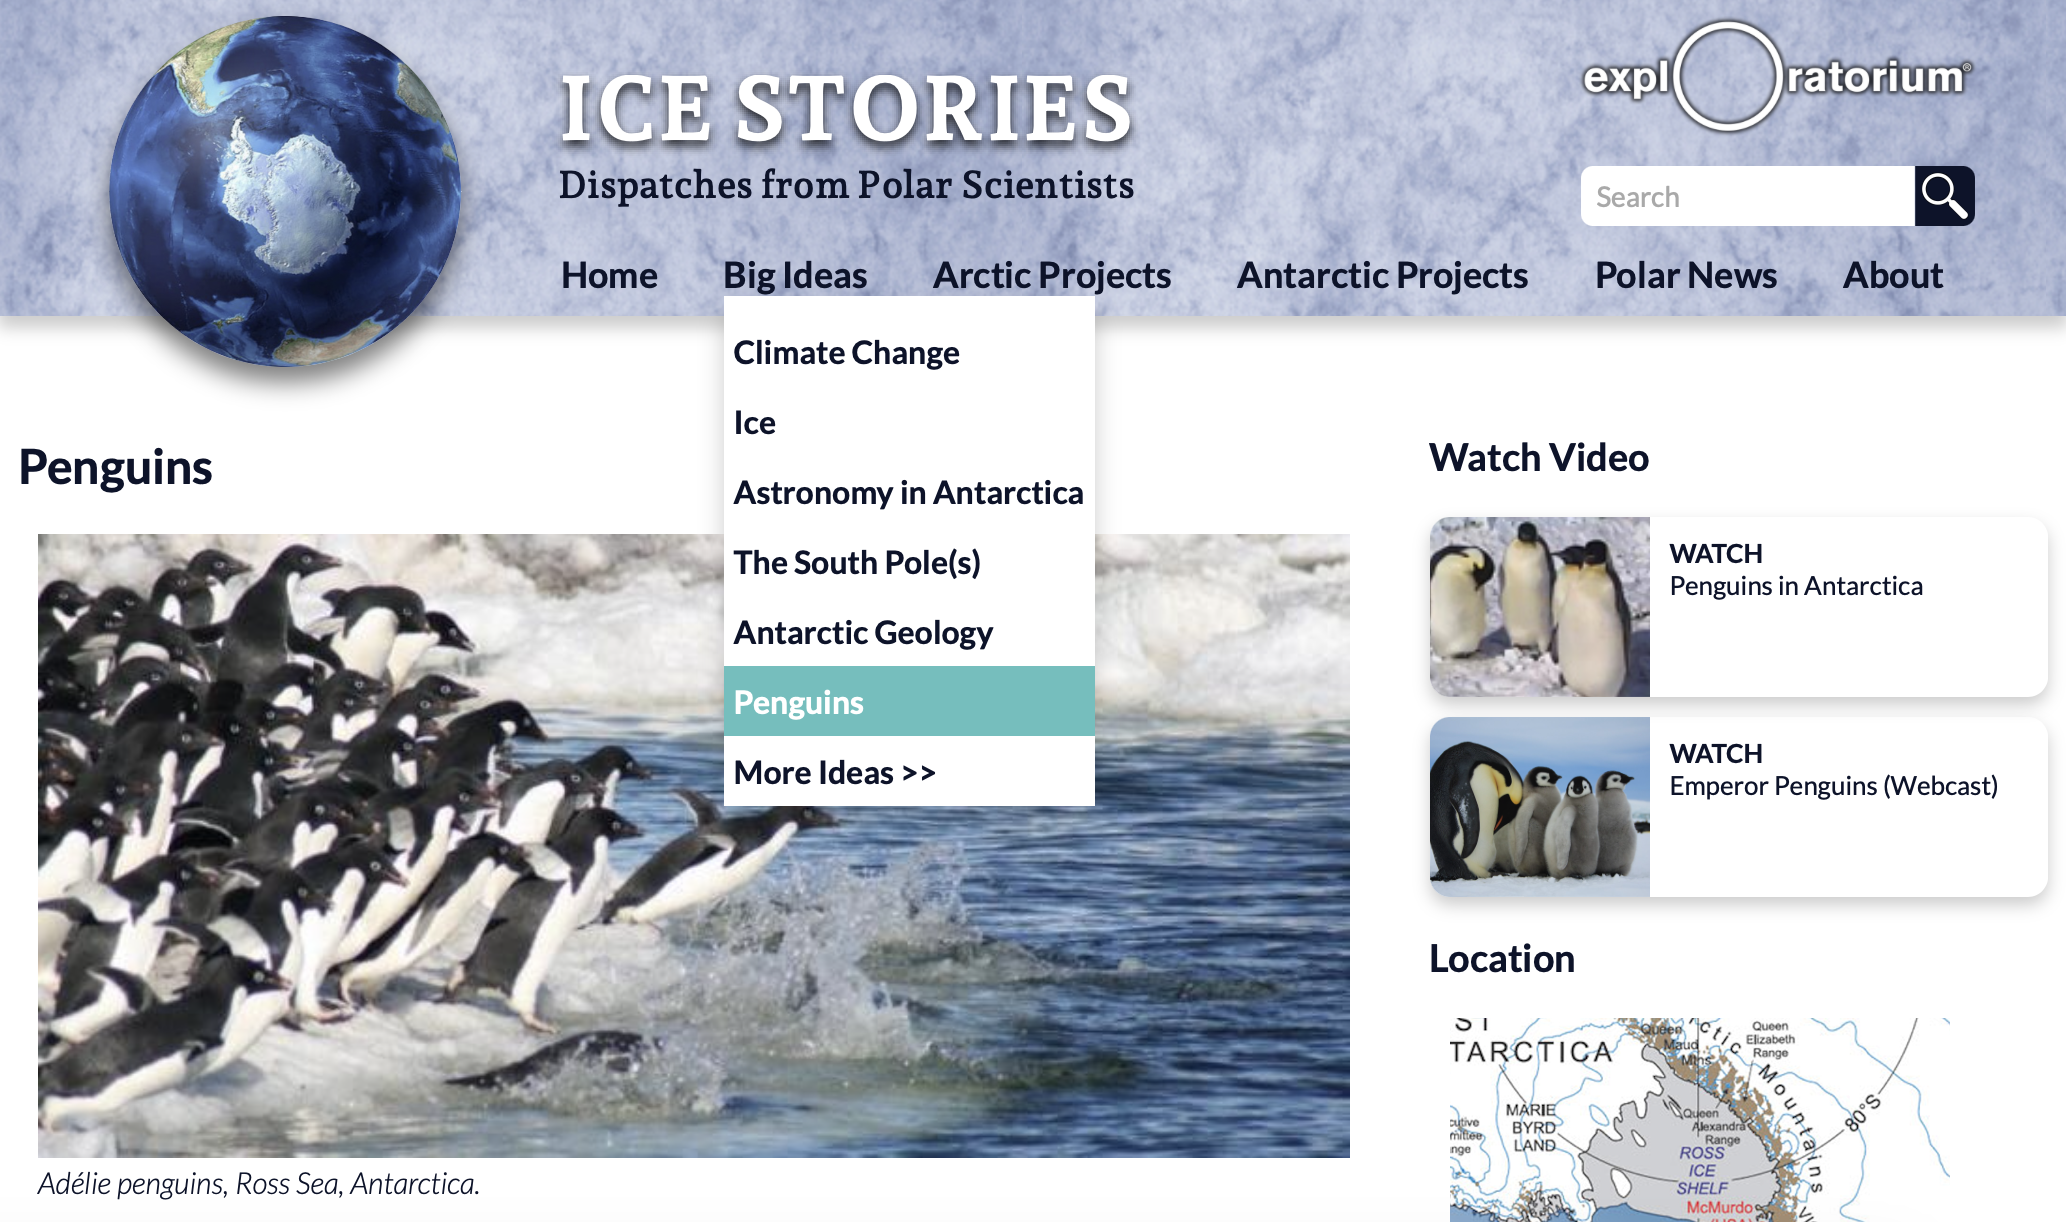 ICE STORIES
Dispatches from Polar Scientists
expl ratorium®
Search
Home Big Ideas Arctic Projects Antarctic Projects Polar News About
Climate Change
Ice
Astronomy in Antarctica
The South Pole(s)
Antarctic Geology
Penguins
More Ideas >>
Penguins
Adélie penguins, Ross Sea, Antarctica.
Watch Video
WATCH
Penguins in Antarctica
WATCH
Emperor Penguins (Webcast)
Location
TARCTICA
Queen
Maud
Mtns
Queen
Elizabeth
Range
Mountains
80°S
MARIE
BYRD
LAND
Queen
Alexandra
Range
ROSS
ICE
SHELF
McMurdo